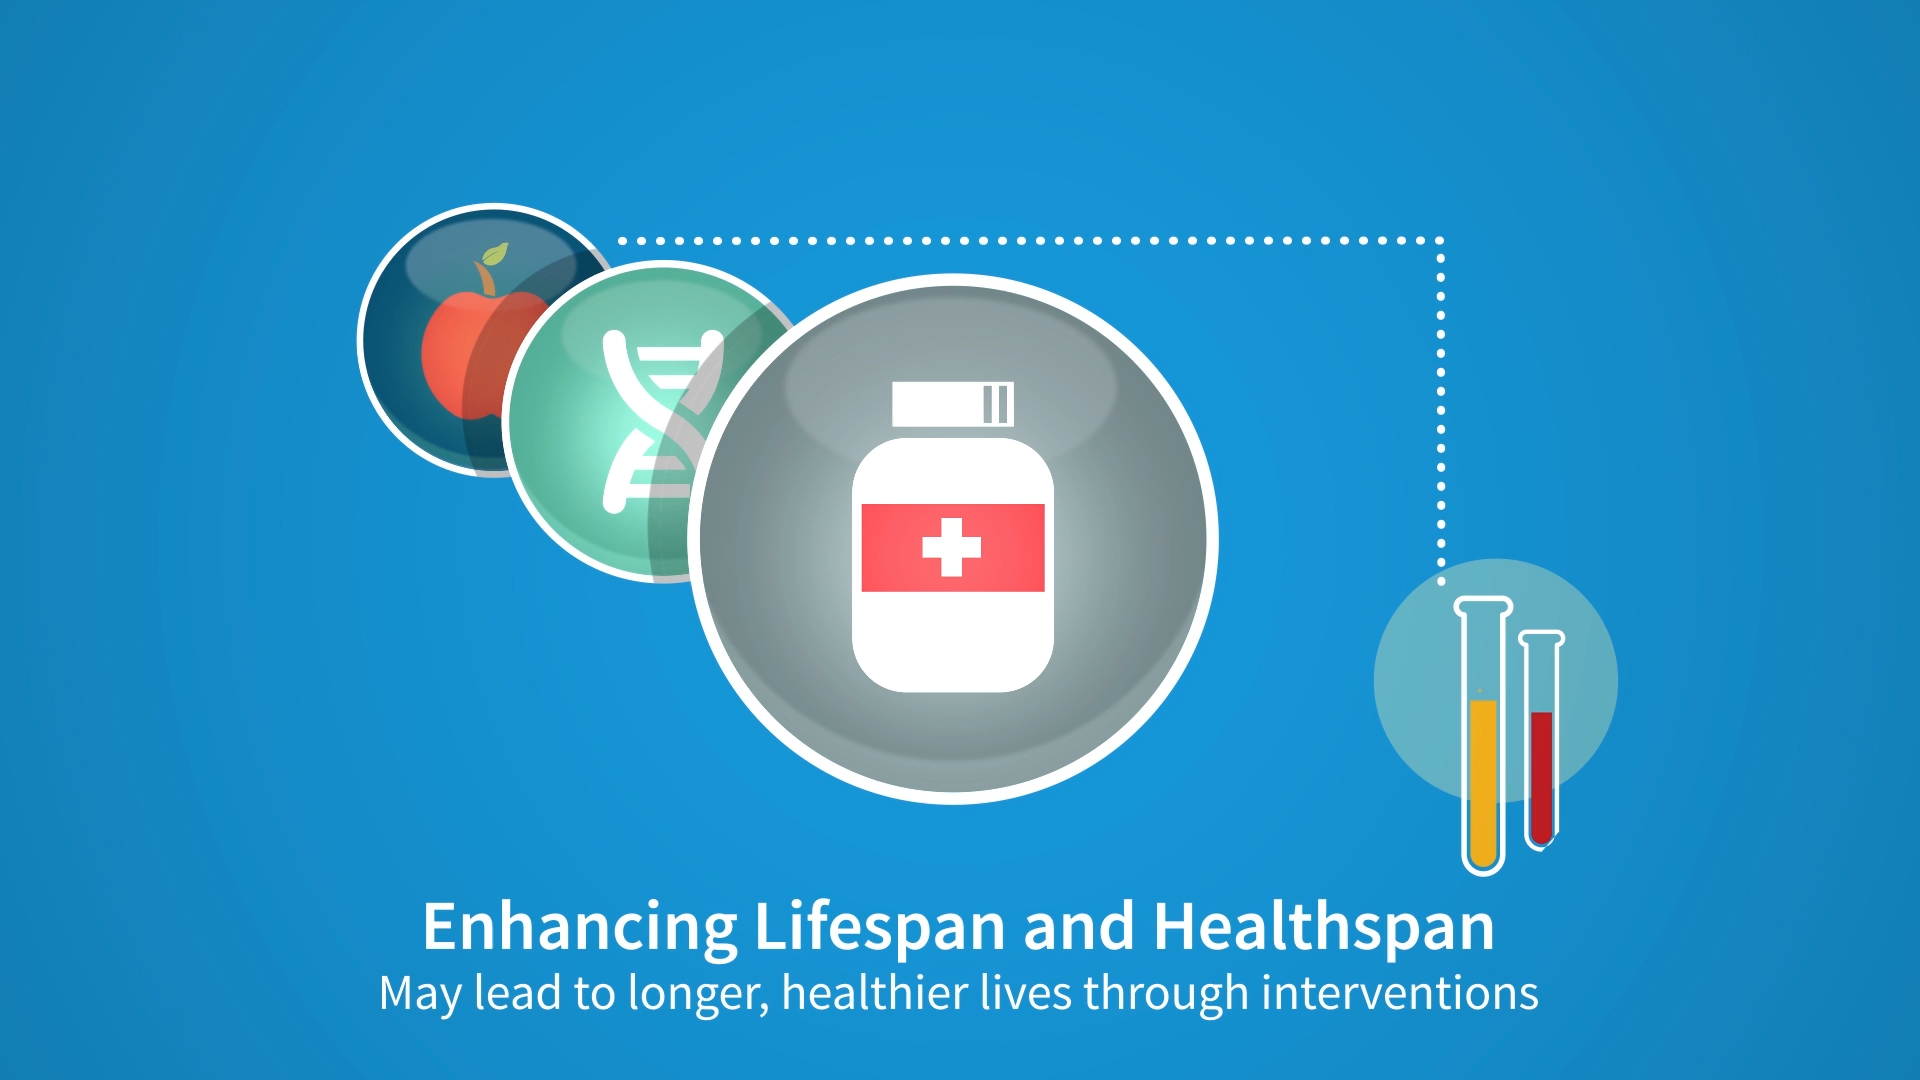 Enhancing Lifespan and Healthspan
May lead to longer, healthier lives through interventions